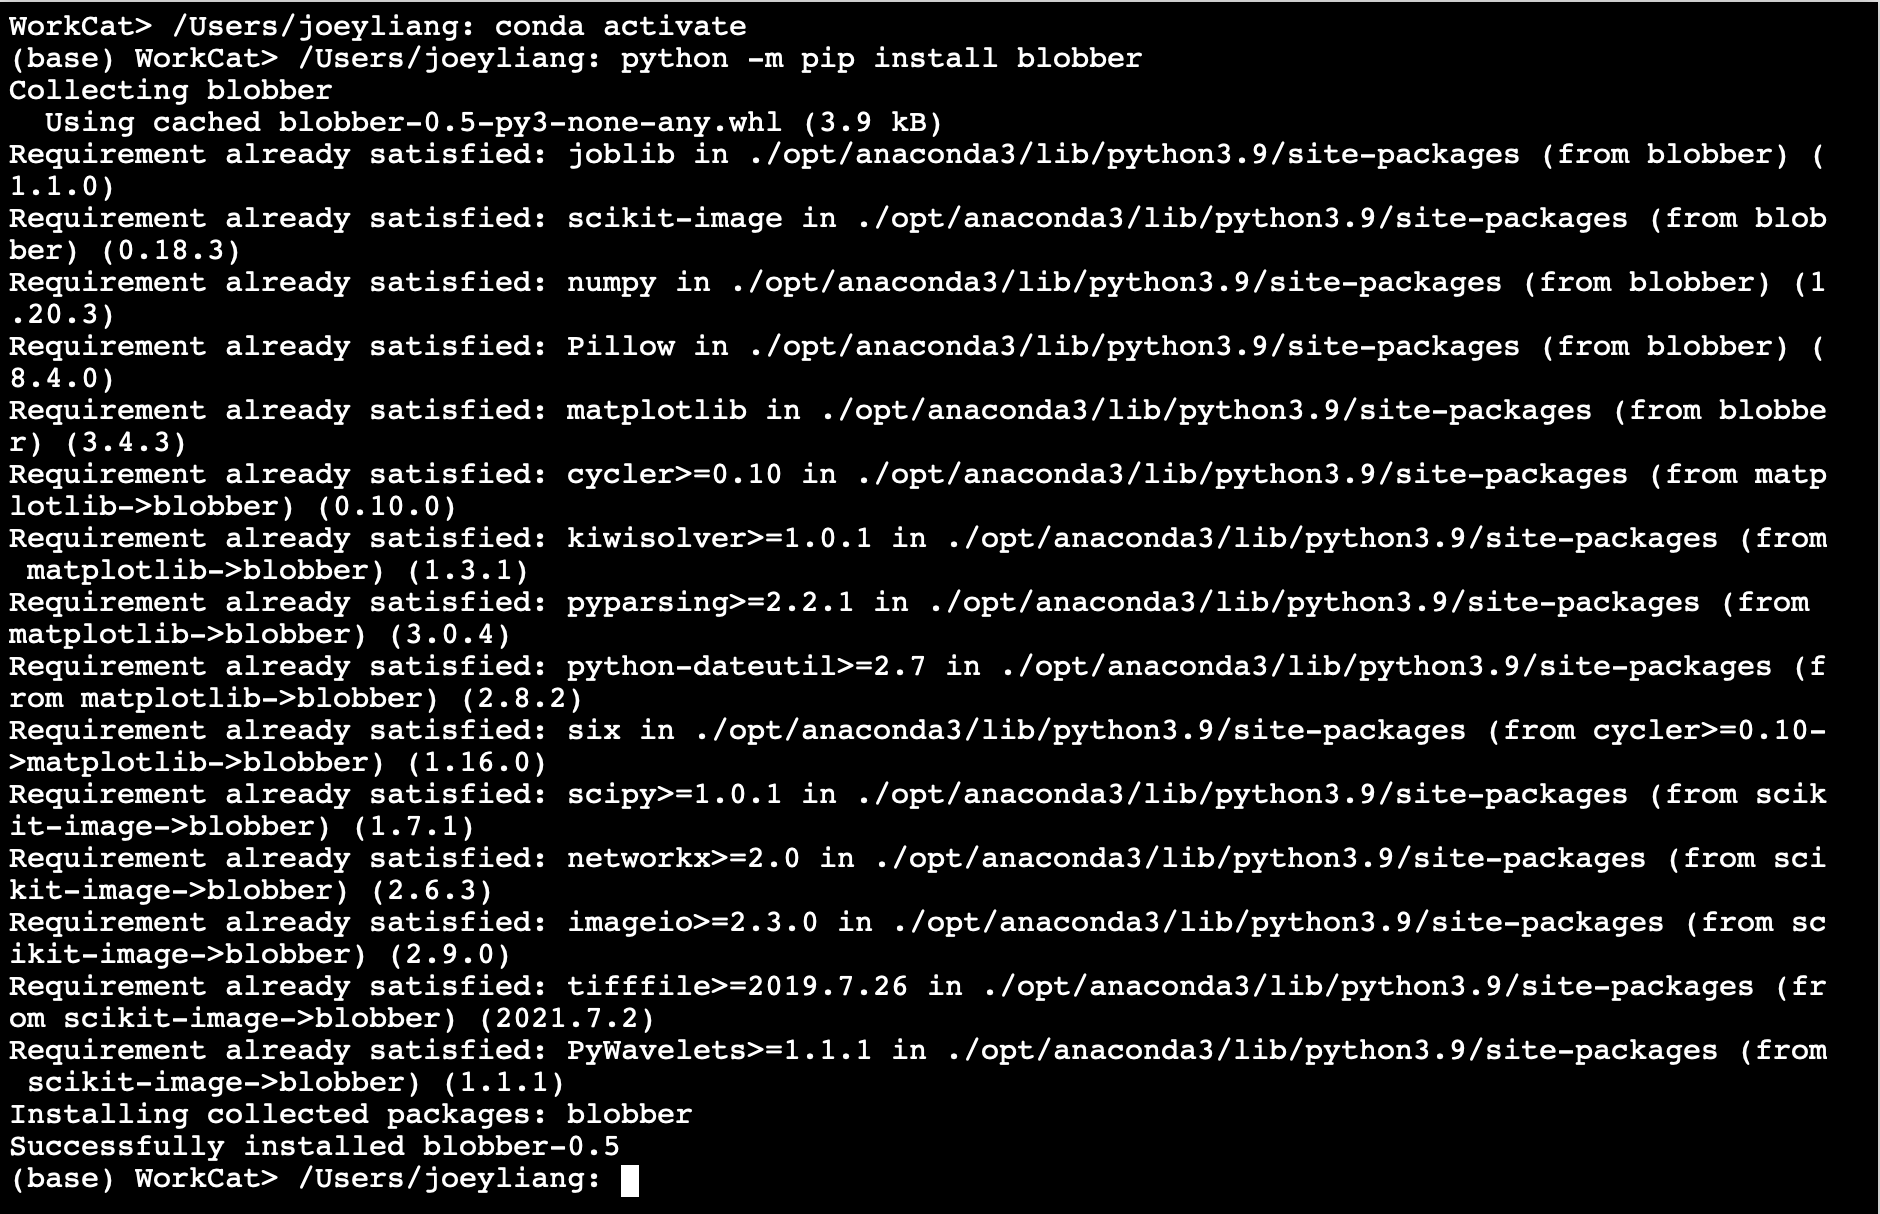 WorkCat> /Users/joeyliang: conda activate
(base) WorkCat> /Users/joeyliang: python -m pip install blobber
Collecting blobber
  Using cached blobber-0.5-py3-none-any.whl (3.9 kB)
Requirement already satisfied: joblib in ./opt/anaconda3/lib/python3.9/site-packages (from blobber) (
1.1.0)
Requirement already satisfied: scikit-image in ./opt/anaconda3/lib/python3.9/site-packages (from blob
ber) (0.18.3)
Requirement already satisfied: numpy in ./opt/anaconda3/lib/python3.9/site-packages (from blobber) (1
.20.3)
Requirement already satisfied: Pillow in ./opt/anaconda3/lib/python3.9/site-packages (from blobber) (
8.4.0)
Requirement already satisfied: matplotlib in ./opt/anaconda3/lib/python3.9/site-packages (from blobbe
r) (3.4.3)
Requirement already satisfied: cycler>=0.10 in ./opt/anaconda3/lib/python3.9/site-packages (from matp
lotlib->blobber) (0.10.0)
Requirement already satisfied: kiwisolver>=1.0.1 in ./opt/anaconda3/lib/python3.9/site-packages (from
 matplotlib->blobber) (1.3.1)
Requirement already satisfied: pyparsing>=2.2.1 in ./opt/anaconda3/lib/python3.9/site-packages (from
matplotlib->blobber) (3.0.4)
Requirement already satisfied: python-dateutil>=2.7 in ./opt/anaconda3/lib/python3.9/site-packages (f
rom matplotlib->blobber) (2.8.2)
Requirement already satisfied: six in ./opt/anaconda3/lib/python3.9/site-packages (from cycler>=0.10-
>matplotlib->blobber) (1.16.0)
Requirement already satisfied: scipy>=1.0.1 in ./opt/anaconda3/lib/python3.9/site-packages (from scik
it-image->blobber) (1.7.1)
Requirement already satisfied: networkx>=2.0 in ./opt/anaconda3/lib/python3.9/site-packages (from sci
kit-image->blobber) (2.6.3)
Requirement already satisfied: imageio>=2.3.0 in ./opt/anaconda3/lib/python3.9/site-packages (from sc
ikit-image->blobber) (2.9.0)
Requirement already satisfied: tifffile>=2019.7.26 in ./opt/anaconda3/lib/python3.9/site-packages (fr
om scikit-image->blobber) (2021.7.2)
Requirement already satisfied: PyWavelets>=1.1.1 in ./opt/anaconda3/lib/python3.9/site-packages (from
 scikit-image->blobber) (1.1.1)
Installing collected packages: blobber
Successfully installed blobber-0.5
(base) WorkCat> /Users/joeyliang: